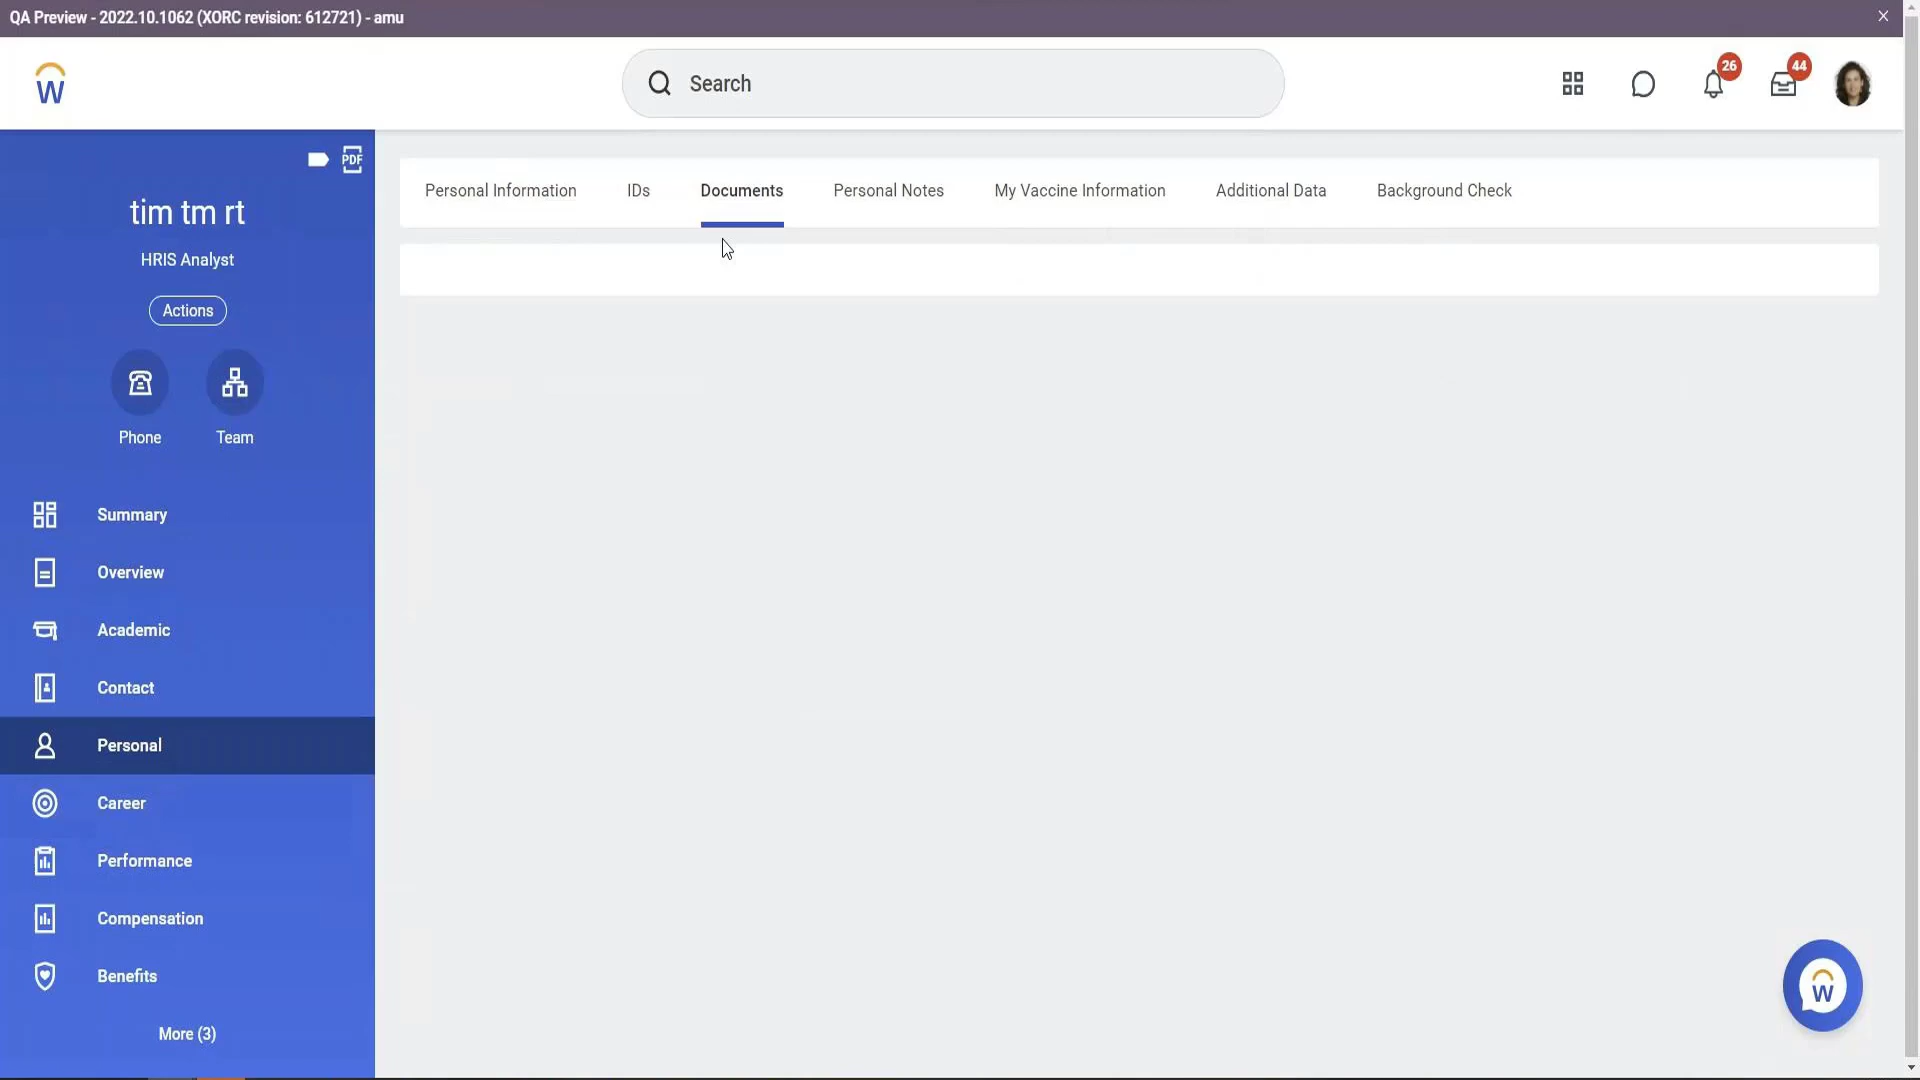 QA Preview - 2022.10.1062 (XORC revision: 612721) - amu
W
Search
26
44
PDF
tim tm rt
HRIS Analyst
Actions
Phone
Team
Personal Information
IDs
Documents
Personal Notes
My Vaccine Information
Additional Data
Background Check
Summary
Overview
Academic
Contact
Personal
Career
Performance
Compensation
Benefits
More (3)
W